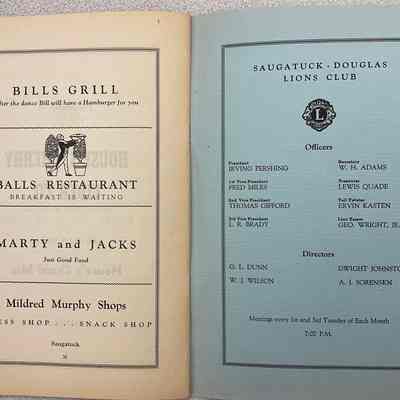 BILLS GRILL
fter the dance Bill will have a Hamburger for you
BALLS RESTAURANT
BREAKFAST IS WAITING
MARTY and JACKS
Just Good Food
Mildred Murphy Shops
ESS SHOP . . . SNACK SHOP
Saugatuck
SAUGATUCK - DOUGLAS
LIONS CLUB
L
Officers
President
IRVING PERSHING
Secretary
W. H. ADAMS
1st Vice President
FRED MILES
Treasurer
LEWIS QUADE
2nd Vice President
THOMAS GIFFORD
Tail Twister
ERVIN KASTEN
3rd Vice President
L. R. BRADY
Lion Tamer
GEO. WRIGHT, JR.
Directors
G. L. DUNN
DWIGHT JOHNSTO
W. J. WILSON
A. J. SORENSEN
Meetings every 1st and 3rd Tuesday of Each Month
7:00 P.M.